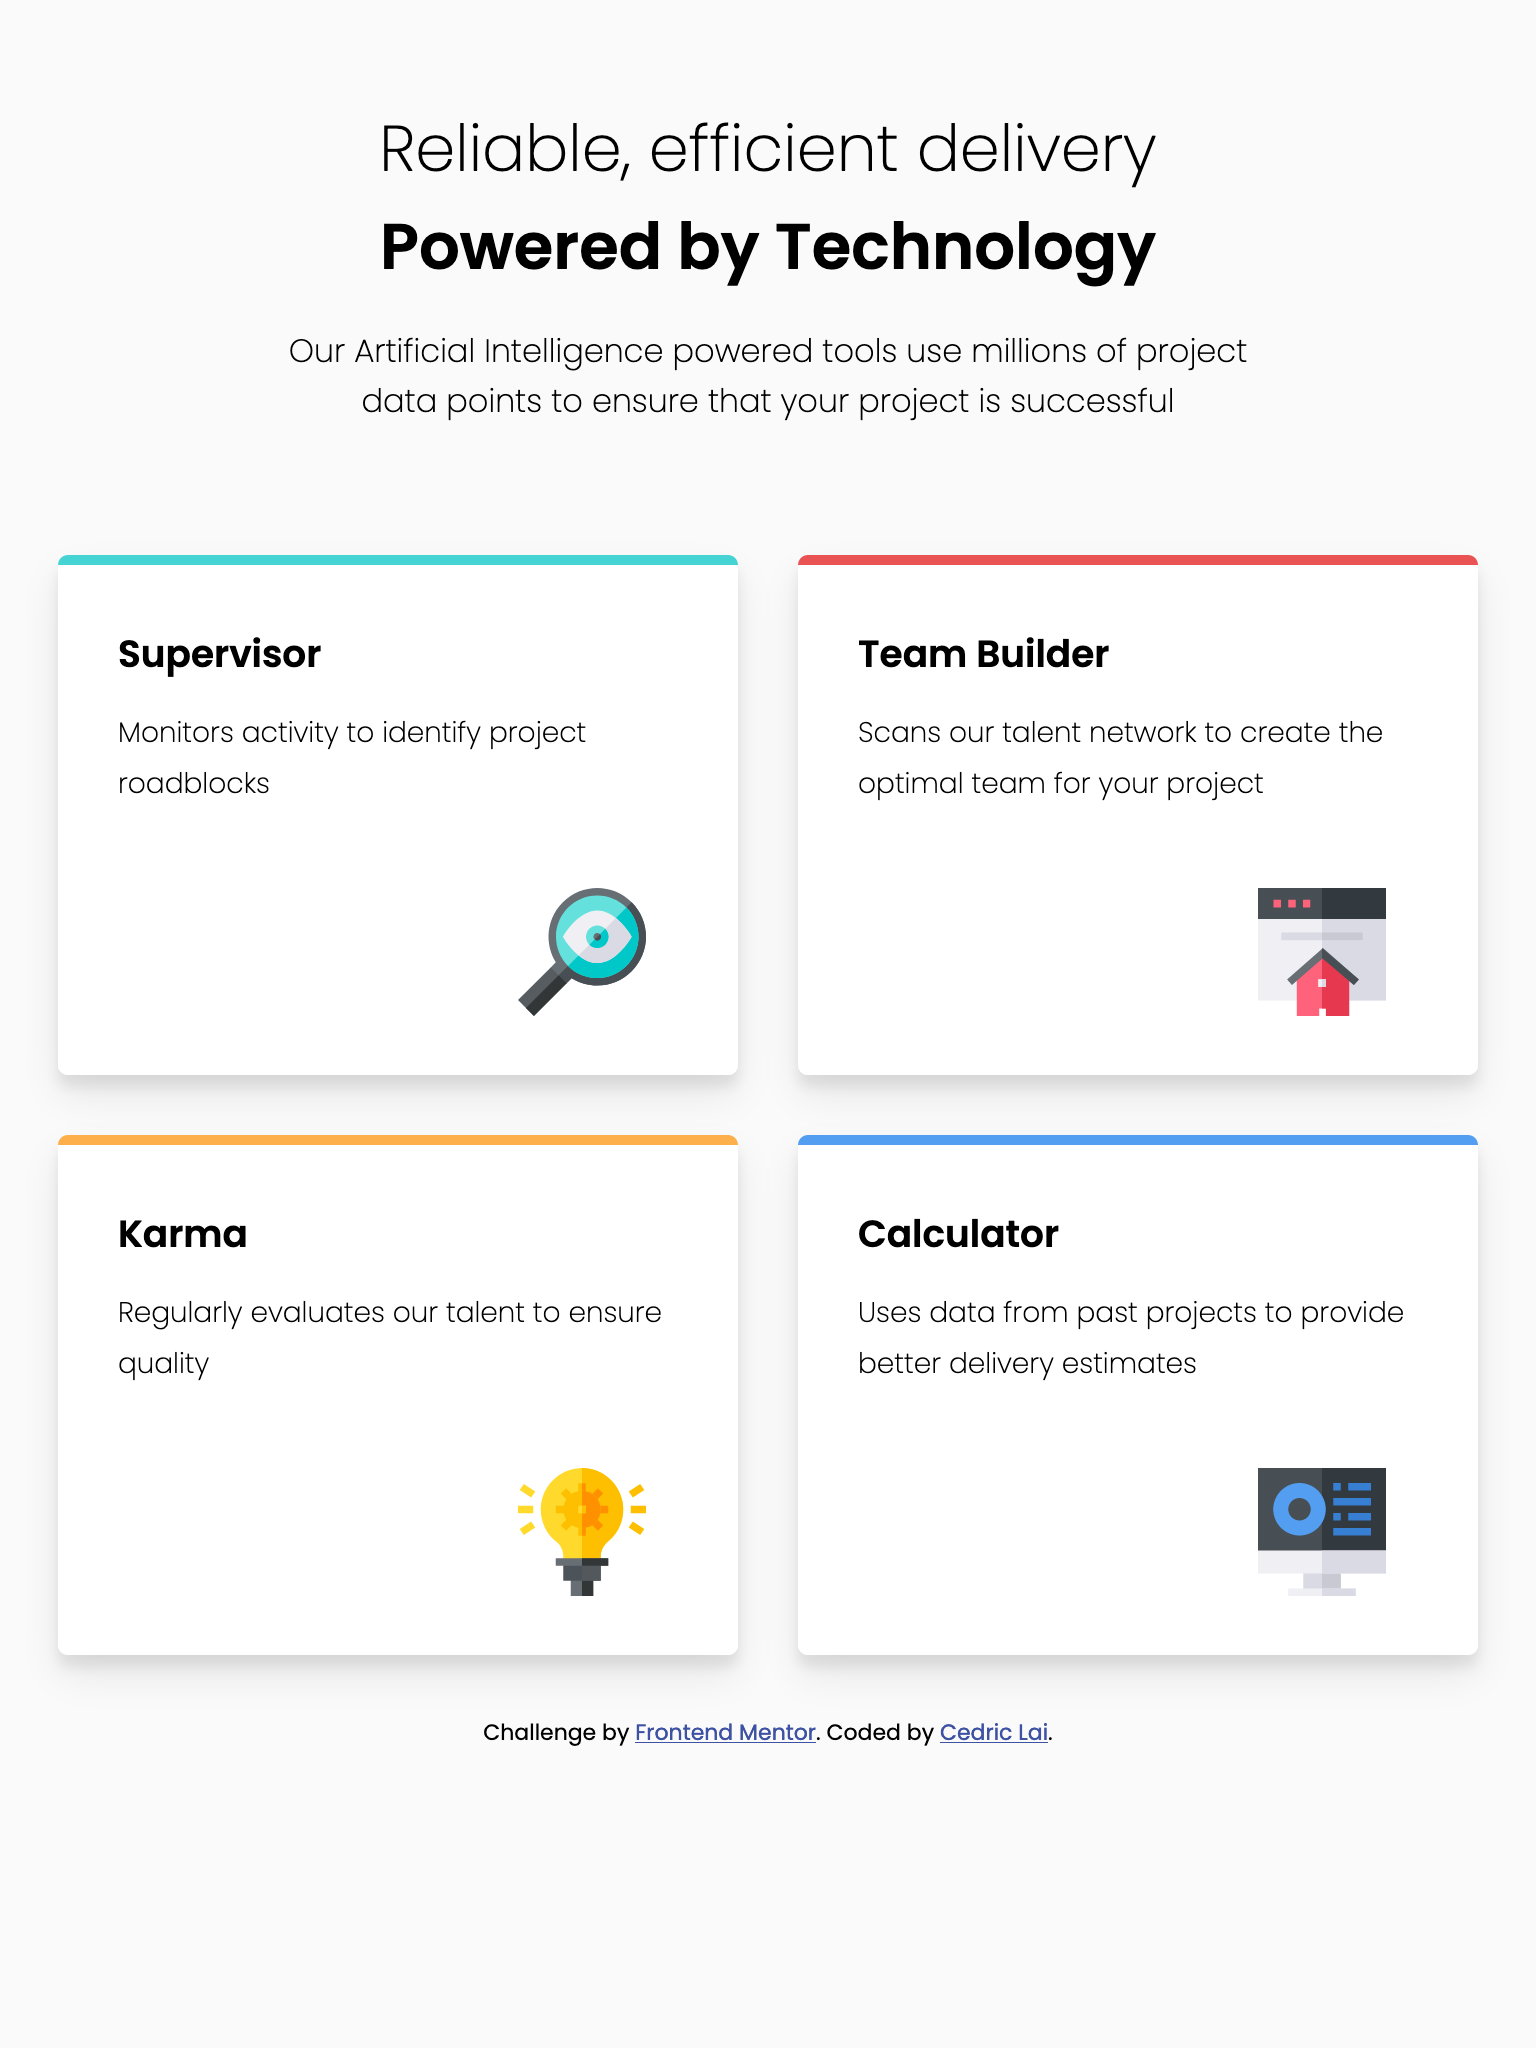 Reliable, efficient delivery
Powered by Technology
Our Artificial Intelligence powered tools use millions of project
data points to ensure that your project is successful
Supervisor
Monitors activity to identify project
roadblocks
Team Builder
Scans our talent network to create the
optimal team for your project
Karma
Regularly evaluates our talent to ensure
quality
Calculator
Uses data from past projects to provide
better delivery estimates
Challenge by Frontend Mentor. Coded by Cedric Lai.